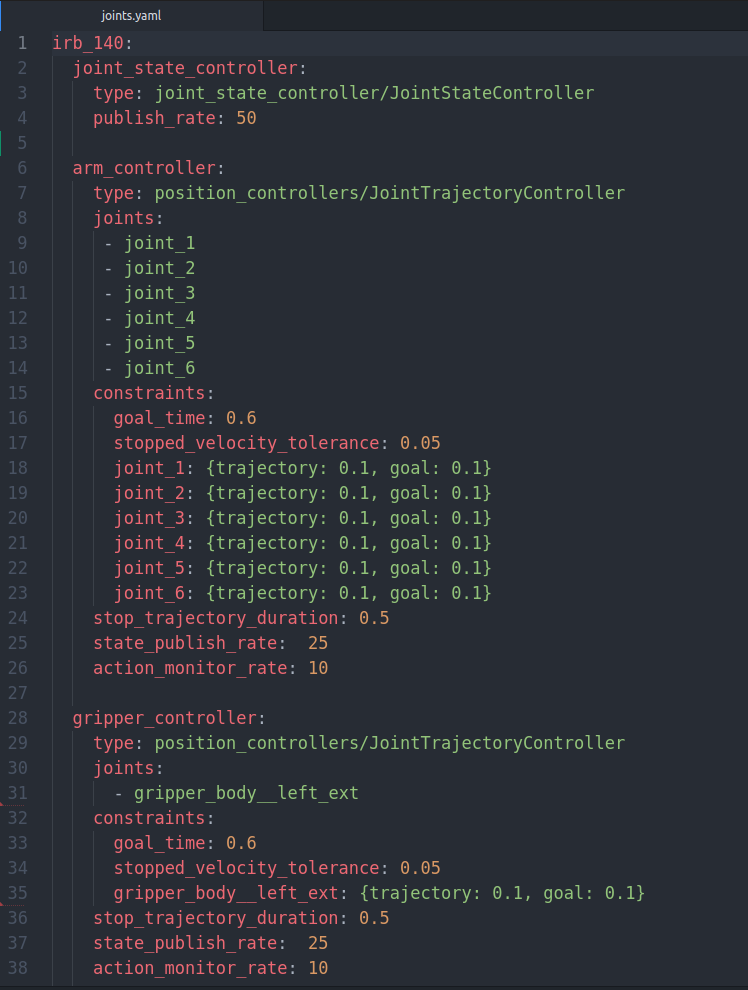 joints.yaml
1 irb_140:
2   joint_state_controller:
3     type: joint_state_controller/JointStateController
4     publish_rate: 50
5
6   arm_controller:
7     type: position_controllers/JointTrajectoryController
8     joints:
9      - joint_1
10      - joint_2
11      - joint_3
12      - joint_4
13      - joint_5
14      - joint_6
15     constraints:
16       goal_time: 0.6
17       stopped_velocity_tolerance: 0.05
18       joint_1: {trajectory: 0.1, goal: 0.1}
19       joint_2: {trajectory: 0.1, goal: 0.1}
20       joint_3: {trajectory: 0.1, goal: 0.1}
21       joint_4: {trajectory: 0.1, goal: 0.1}
22       joint_5: {trajectory: 0.1, goal: 0.1}
23       joint_6: {trajectory: 0.1, goal: 0.1}
24     stop_trajectory_duration: 0.5
25     state_publish_rate:  25
26     action_monitor_rate: 10
27
28   gripper_controller:
29     type: position_controllers/JointTrajectoryController
30     joints:
31       - gripper_body__left_ext
32     constraints:
33       goal_time: 0.6
34       stopped_velocity_tolerance: 0.05
35       gripper_body__left_ext: {trajectory: 0.1, goal: 0.1}
36     stop_trajectory_duration: 0.5
37     state_publish_rate:  25
38     action_monitor_rate: 10